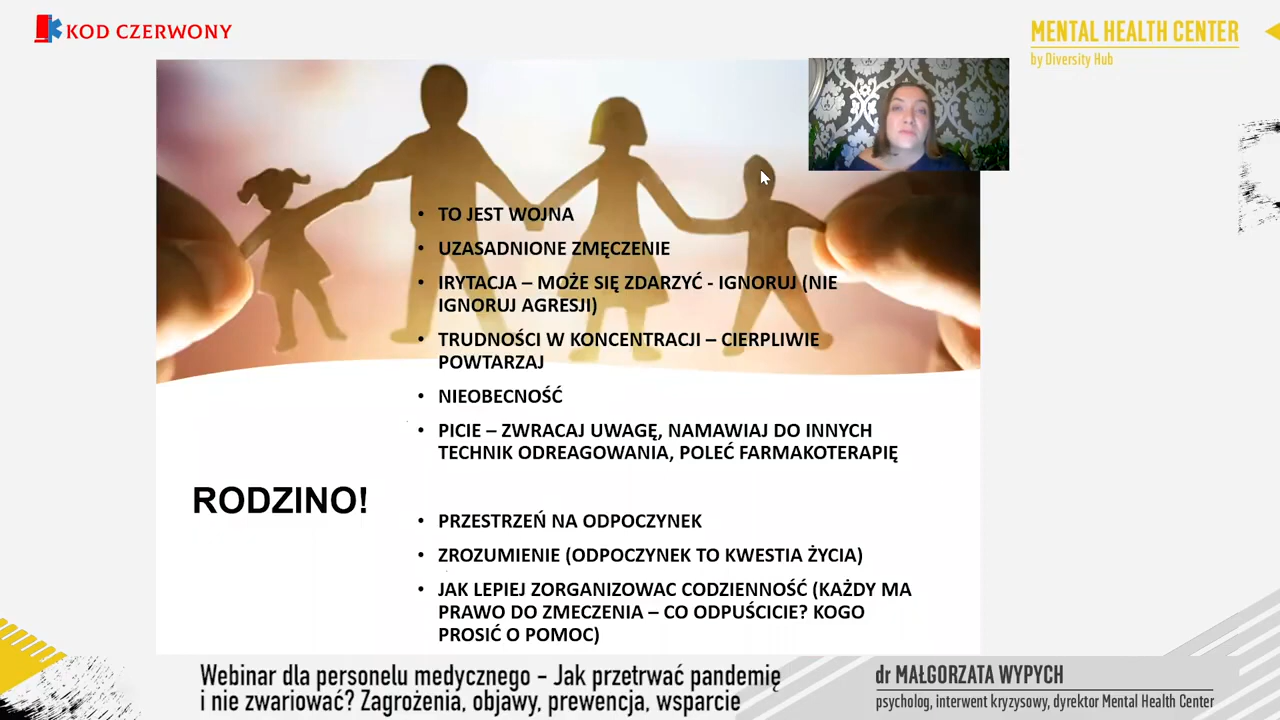 KOD CZERWONY
MENTAL HEALTH CENTER
by Diversity Hub
• TO JEST WOJNA
• UZASADNIONE ZMĘCZENIE
• IRYTACJA – MOŻE SIĘ ZDARZYĆ - IGNORUJ (NIE
IGNORUJ AGRESJI)
• TRUDNOŚCI W KONCENTRACJI – CIERPLIWIE
POWTARZAJ
• NIEOBECNOŚĆ
• PICIE – ZWRACAJ UWAGĘ, NAMAWIAJ DO INNYCH
TECHNIK ODREAGOWANIA, POLEĆ FARMAKOTERAPIĘ
RODZINO!
• PRZESTRZEŃ NA ODPOCZYNEK
• ZROZUMIENIE (ODPOCZYNEK TO KWESTIA ŻYCIA)
• JAK LEPIEJ ZORGANIZOWAC CODZIENNOŚĆ (KAŻDY MA
PRAWO DO ZMECZENIA – CO ODPUŚCICIE? KOGO
PROSIĆ O POMOC)
Webinar dla personelu medycznego – Jak przetrwać pandemię
i nie zwariować? Zagrożenia, objawy, prewencja, wsparcie
dr MAŁGORZATA WYPYCH
psycholog, interwent kryzysowy, dyrektor Mental Health Center